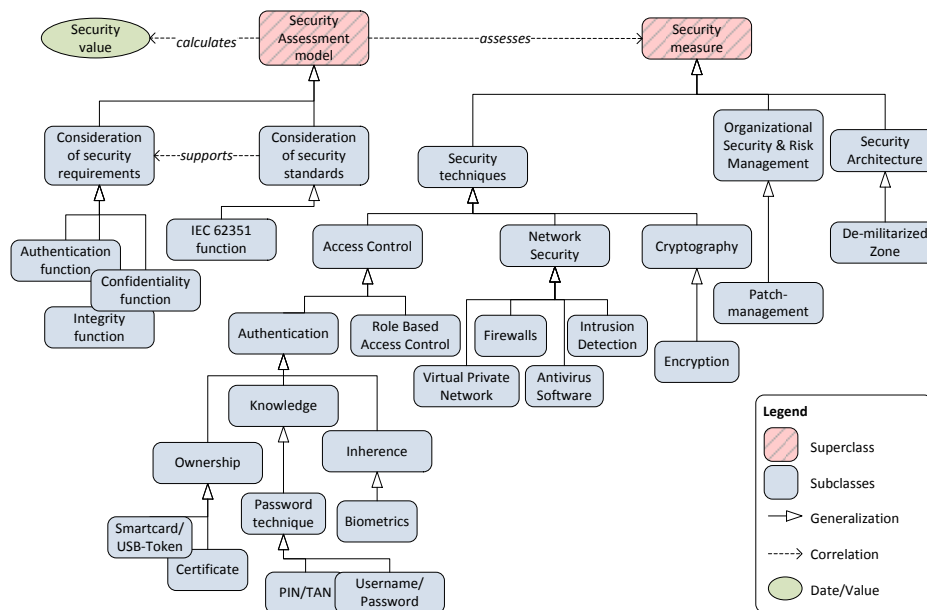 Security
value
calculates
Security
Assessment
model
assesses
Security
measure
Consideration
of security
requirements
supports
Consideration
of security
standards
Security
techniques
Organizational
Security & Risk
Management
Security
Architecture
IEC 62351
function
Authentication
function
Confidentiality
function
Integrity
function
Access Control
Network
Security
Cryptography
De-militarized
Zone
Patch-
management
Authentication
Role Based
Access Control
Firewalls
Intrusion
Detection
Virtual Private
Network
Antivirus
Software
Encryption
Knowledge
Ownership
Inherence
Smartcard/
USB-Token
Certificate
Password
technique
Biometrics
PIN/TAN
Username/
Password
Legend
Superclass
Subclasses
Generalization
Correlation
Date/Value